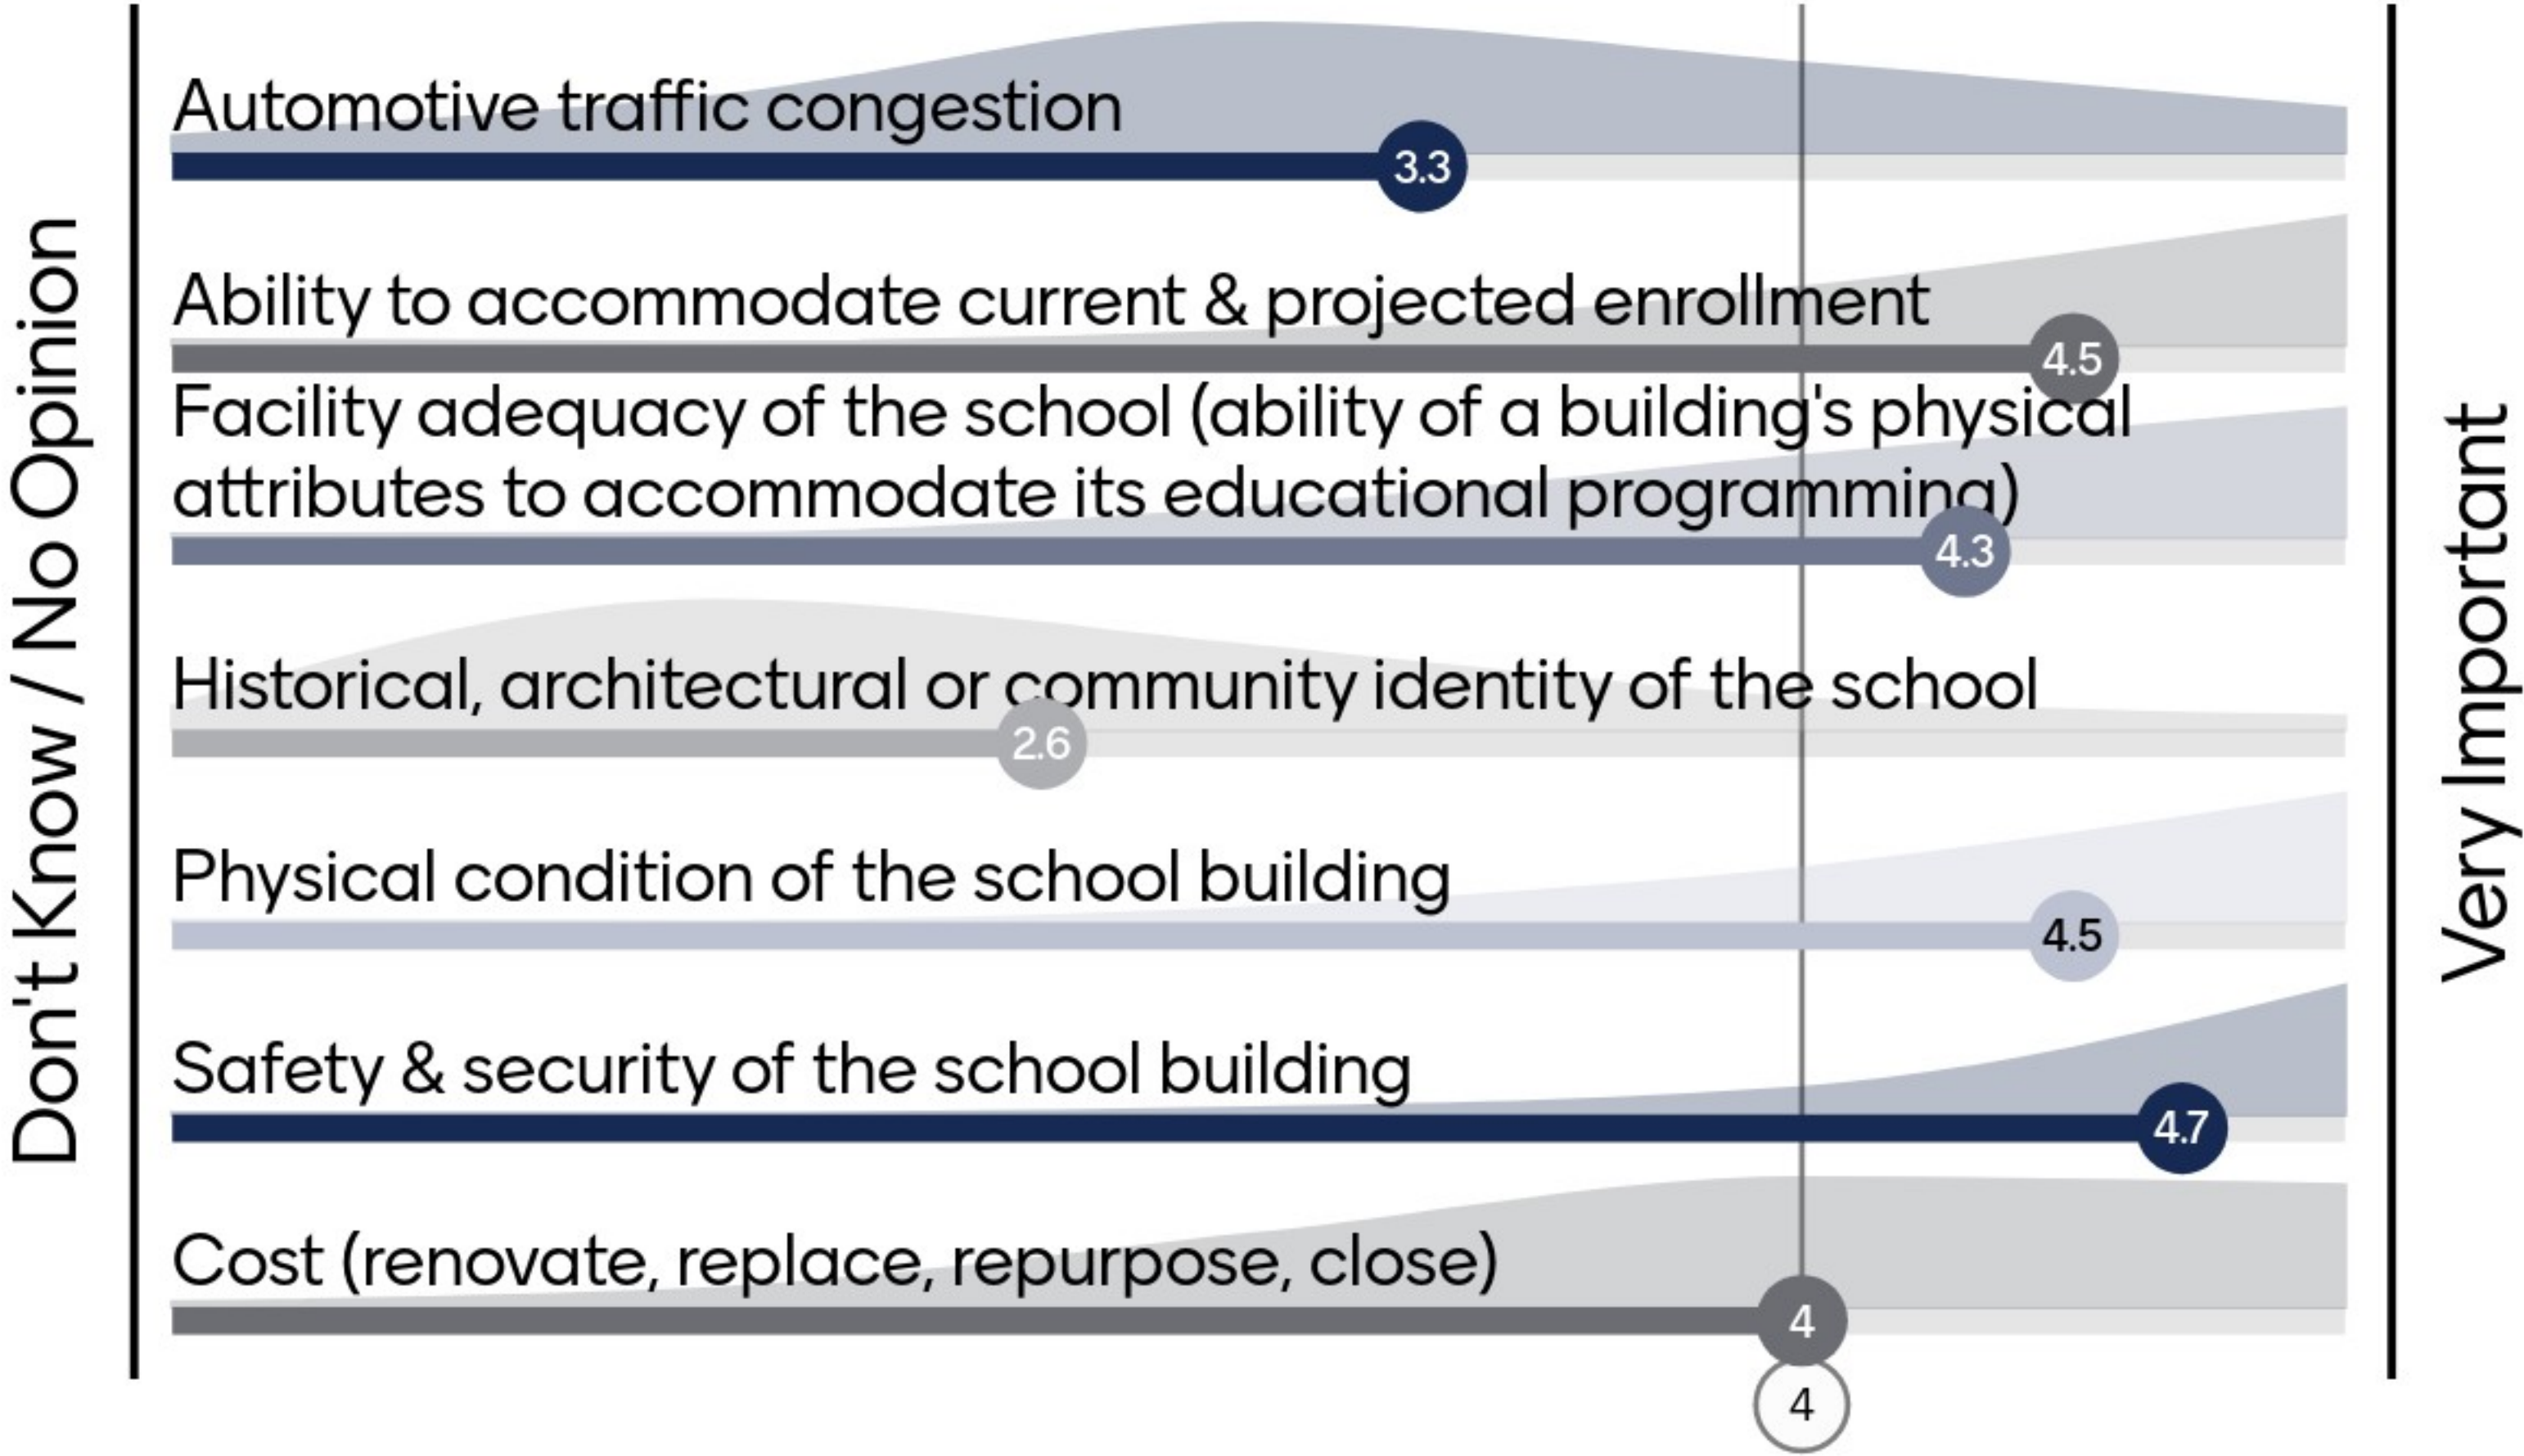 Don't Know / No Opinion
Automotive traffic congestion
3.3
Ability to accommodate current & projected enrollment
4.5
Facility adequacy of the school (ability of a building's physical
attributes to accommodate its educational programming)
4.3
Historical, architectural or community identity of the school
2.6
Physical condition of the school building
4.5
Safety & security of the school building
4.7
Cost (renovate, replace, repurpose, close)
4
4
Very Important